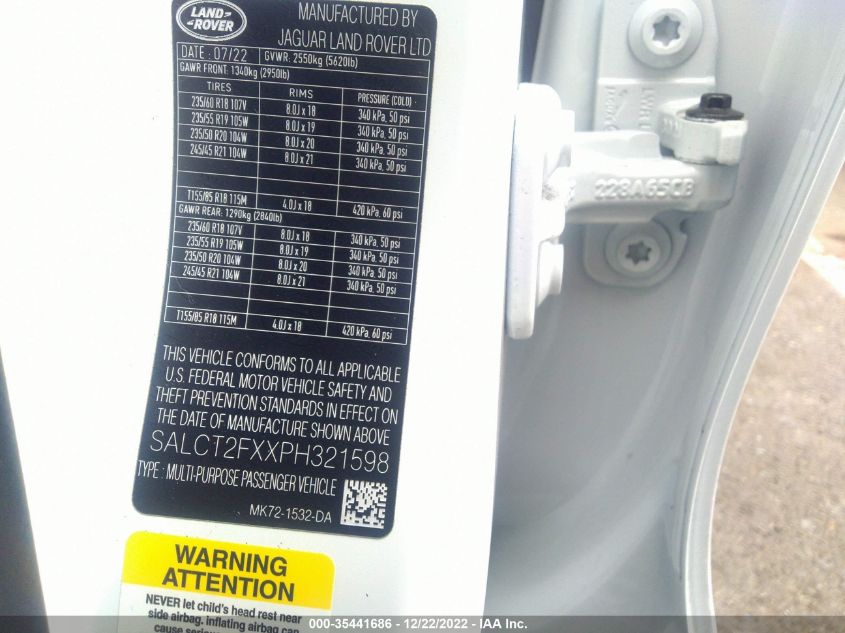 LAND ROVER
MANUFACTURED BY
JAGUAR LAND ROVER LTD
DATE : 07/22 GVWR: 2550kg (5620lb)
GAWR FRONT: 1340kg (2950lb)
TIRES RIMS PRESSURE (COLD)
235/60 R18 107V 8.0J x 18 340 kPa, 50 psi
235/55 R19 105W 8.0J x 19 340 kPa, 50 psi
235/50 R20 104W 8.0J x 20 340 kPa, 50 psi
245/45 R21 104W 8.0J x 21 340 kPa, 50 psi
T155/85 R18 115M 4.0J x 18 420 kPa, 60 psi
GAWR REAR: 1290kg (2840lb)
235/60 R18 107V 8.0J x 18 340 kPa, 50 psi
235/55 R19 105W 8.0J x 19 340 kPa, 50 psi
235/50 R20 104W 8.0J x 20 340 kPa, 50 psi
245/45 R21 104W 8.0J x 21 340 kPa, 50 psi
T155/85 R18 115M 4.0J x 18 420 kPa, 60 psi
THIS VEHICLE CONFORMS TO ALL APPLICABLE
U.S. FEDERAL MOTOR VEHICLE SAFETY AND
THEFT PREVENTION STANDARDS IN EFFECT ON
THE DATE OF MANUFACTURE SHOWN ABOVE
SALCT2FXXPH321598
TYPE : MULTI-PURPOSE PASSENGER VEHICLE
MK72-1532-DA
WARNING
ATTENTION
NEVER let child's head rest near
side airbag. inflating airbag can
cause serious
228A65CB
000-35441686 - 12/22/2022 - IAA Inc.